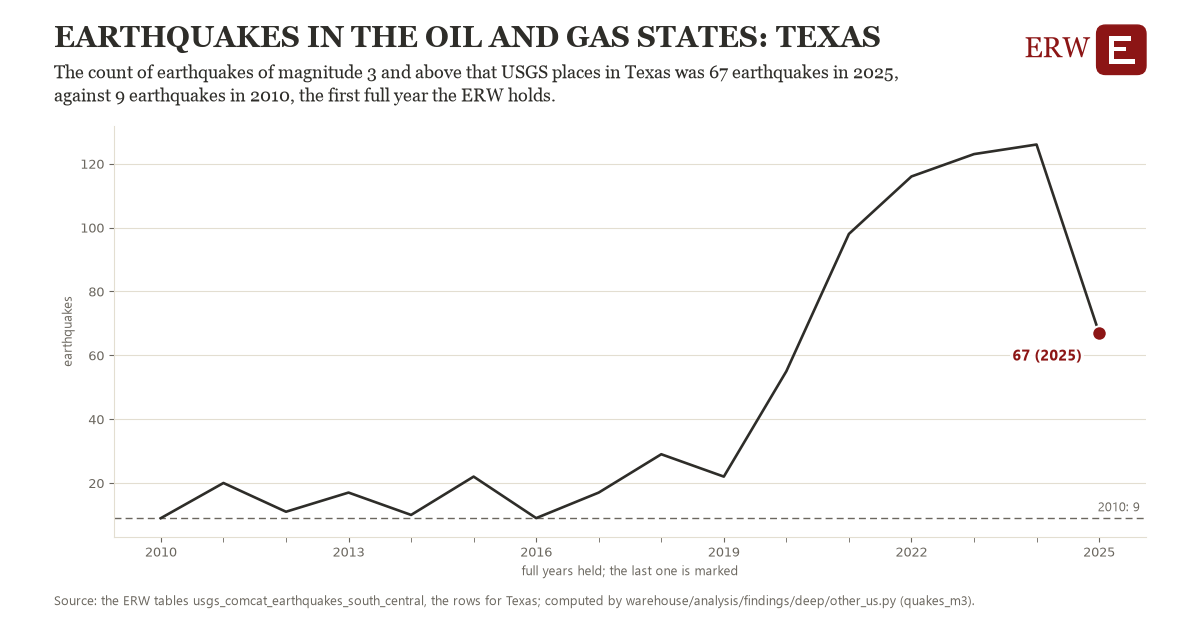 EARTHQUAKES IN THE OIL AND GAS STATES: TEXAS
ERW E
The count of earthquakes of magnitude 3 and above that USGS places in Texas was 67 earthquakes in 2025,
against 9 earthquakes in 2010, the first full year the ERW holds.
120
100
80
60
40
20
earthquakes
67 (2025)
2010: 9
2010 2013 2016 2019 2022 2025
full years held; the last one is marked
Source: the ERW tables usgs_comcat_earthquakes_south_central, the rows for Texas; computed by warehouse/analysis/findings/deep/other_us.py (quakes_m3).